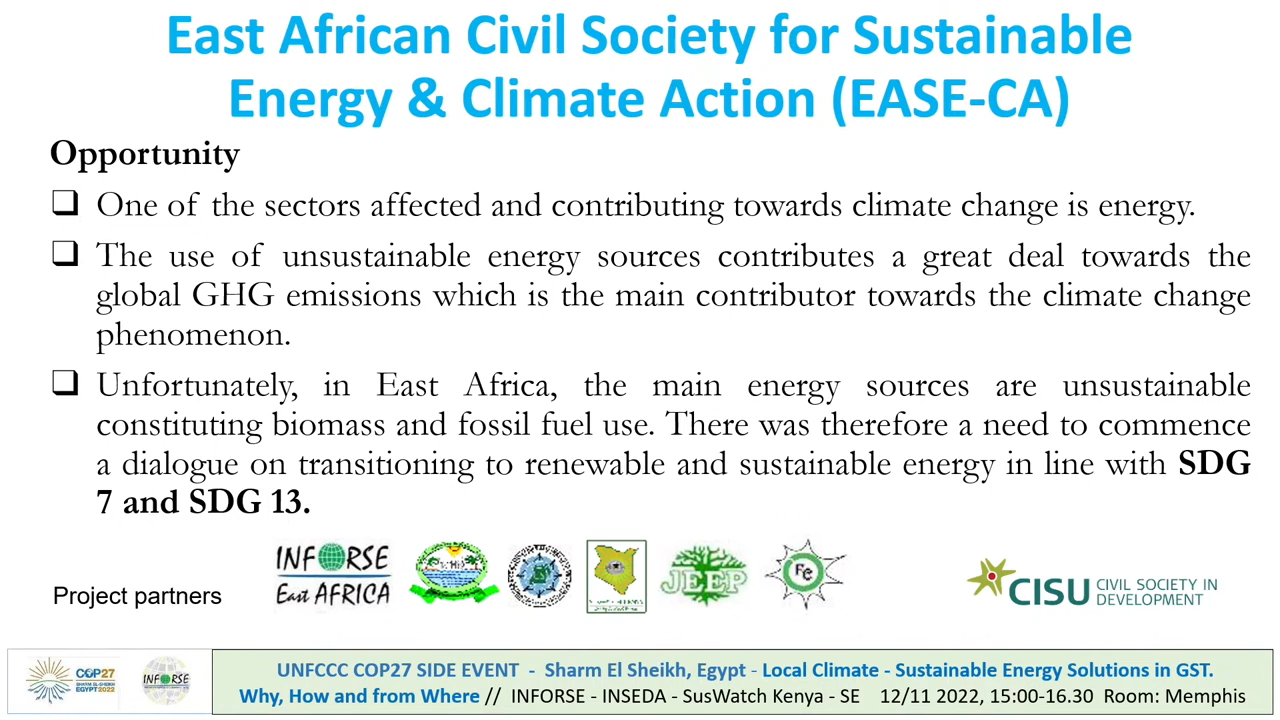 East African Civil Society for Sustainable
Energy & Climate Action (EASE-CA)
Opportunity
❑ One of the sectors affected and contributing towards climate change is energy.
❑ The use of unsustainable energy sources contributes a great deal towards the
global GHG emissions which is the main contributor towards the climate change
phenomenon.
❑ Unfortunately, in East Africa, the main energy sources are unsustainable
constituting biomass and fossil fuel use. There was therefore a need to commence
a dialogue on transitioning to renewable and sustainable energy in line with SDG
7 and SDG 13.
Project partners
INFORSE
East AFRICA
JEEP
Fe
CISU CIVIL SOCIETY IN
DEVELOPMENT
COP27
SHARM EL-SHEIKH
EGYPT2022
INFORSE
UNFCCC COP27 SIDE EVENT - Sharm El Sheikh, Egypt - Local Climate - Sustainable Energy Solutions in GST.
Why, How and from Where // INFORSE - INSEDA - SusWatch Kenya - SE 12/11 2022, 15:00-16.30 Room: Memphis